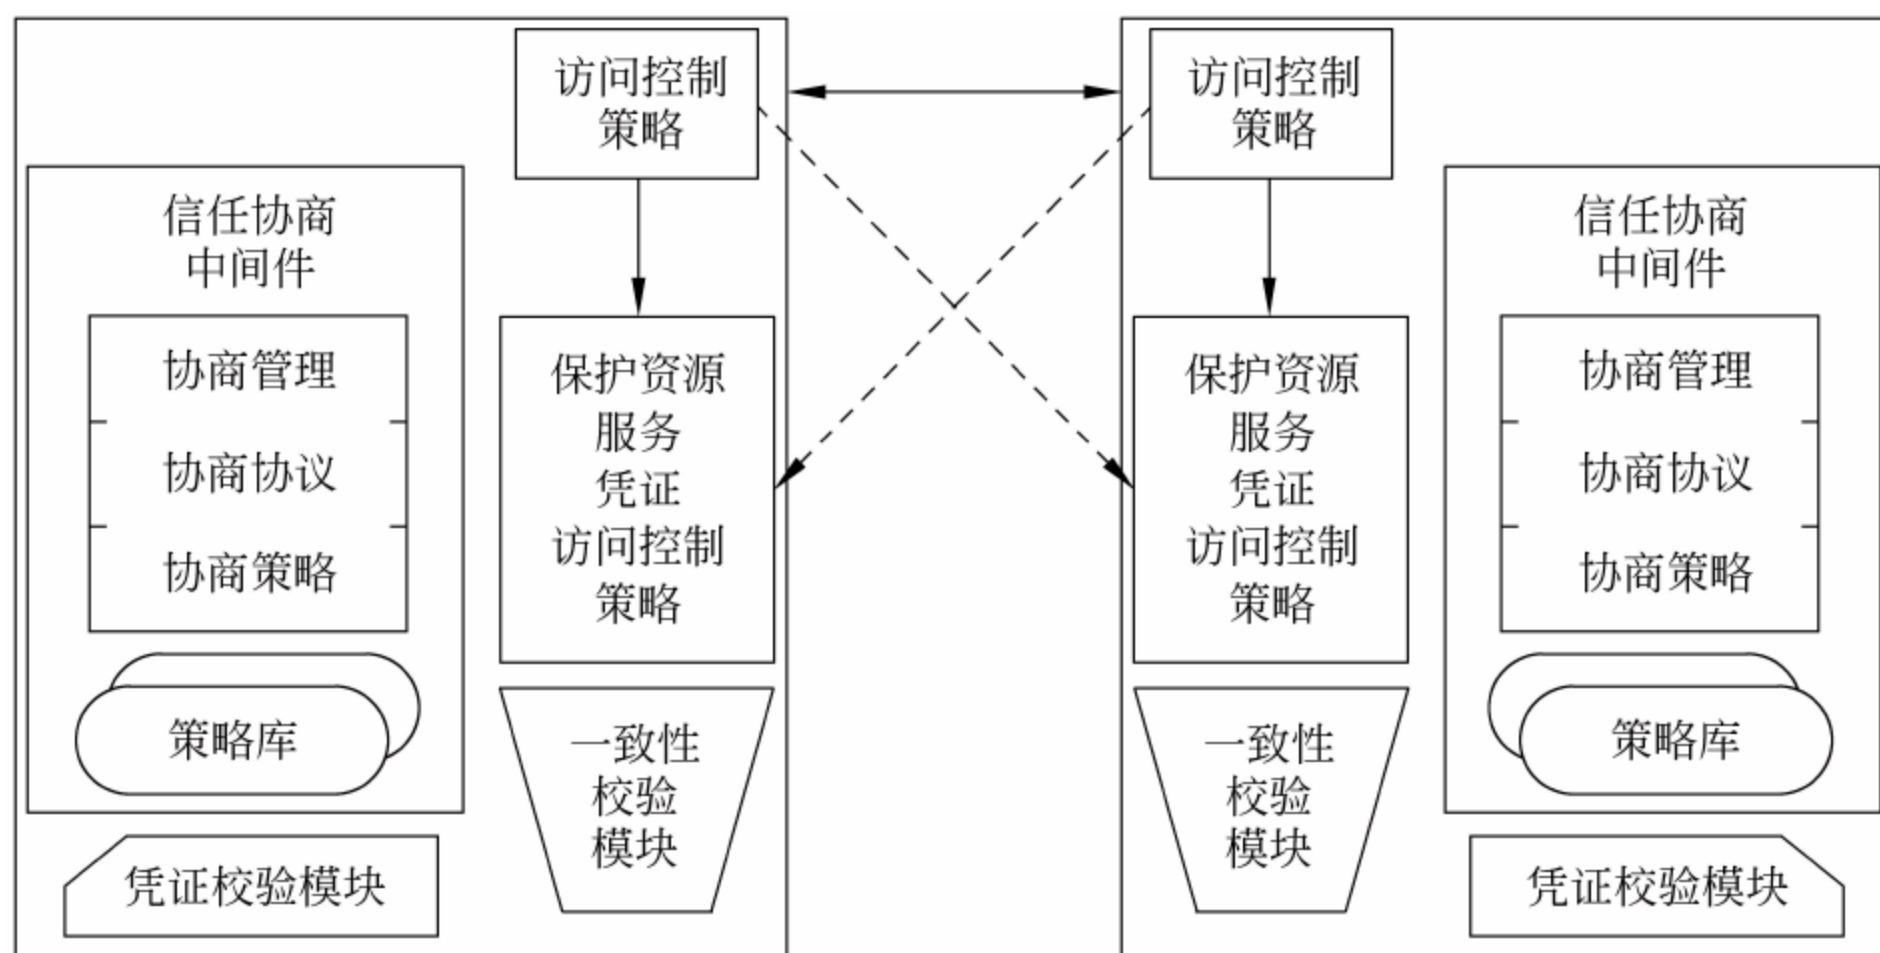 访问控制
策略
信任协商
中间件
协商管理
协商协议
协商策略
策略库
凭证校验模块
保护资源
服务
凭证
访问控制
策略
一致性
校验
模块
访问控制
策略
保护资源
服务
凭证
访问控制
策略
一致性
校验
模块
信任协商
中间件
协商管理
协商协议
协商策略
策略库
凭证校验模块